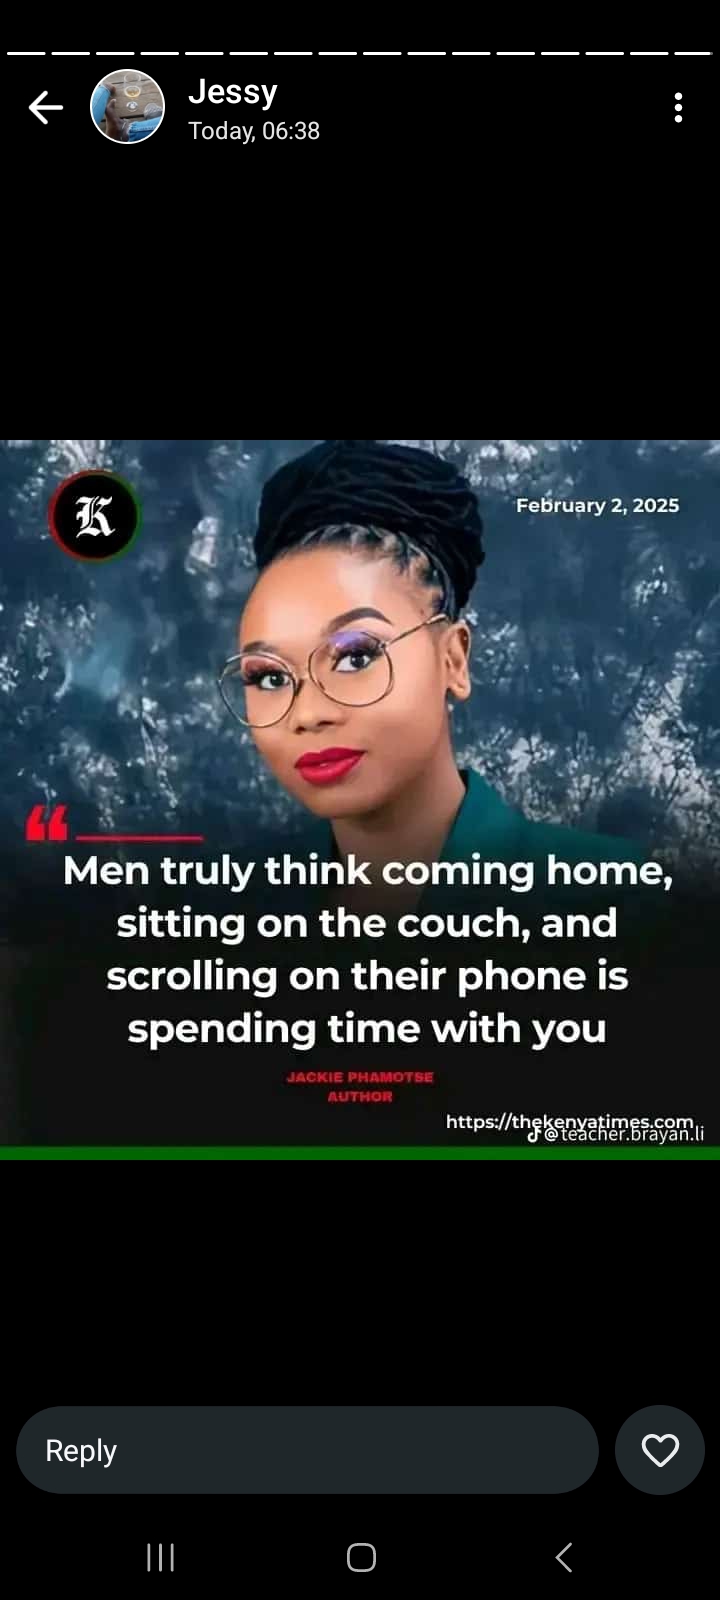 Jessy
Today, 06:38
K
February 2, 2025
“
Men truly think coming home,
sitting on the couch, and
scrolling on their phone is
spending time with you
JACKIE PHAMOTSE
AUTHOR
https://thekenyatimes.com
@teacher.brayan.li
Reply